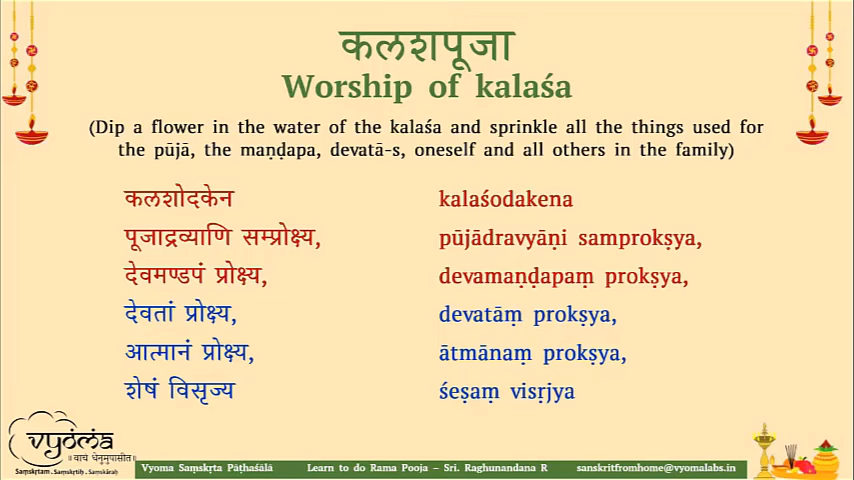 कलशपूजा
Worship of kalaśa
(Dip a flower in the water of the kalaśa and sprinkle all the things used for
the pūjā, the maṇḍapa, devatā-s, oneself and all others in the family)
कलशोदकेन kalaśodakena
पूजाद्रव्याणि सम्प्रोक्ष्य, pūjādravyāṇi samprokṣya,
देवमण्डपं प्रोक्ष्य, devamaṇḍapaṃ prokṣya,
देवतां प्रोक्ष्य, devatāṃ prokṣya,
आत्मानं प्रोक्ष्य, ātmānaṃ prokṣya,
शेषं विसृज्य śeṣaṃ visṛjya
vyoma
॥ वाचं धेनुमुपासीत ॥
Saṃskṛtam . Saṃskṛtiḥ . Saṃskāraḥ
Vyoma Saṃskṛta Pāṭhaśālā Learn to do Rama Pooja – Sri. Raghunandana R sanskritfromhome@vyomalabs.in